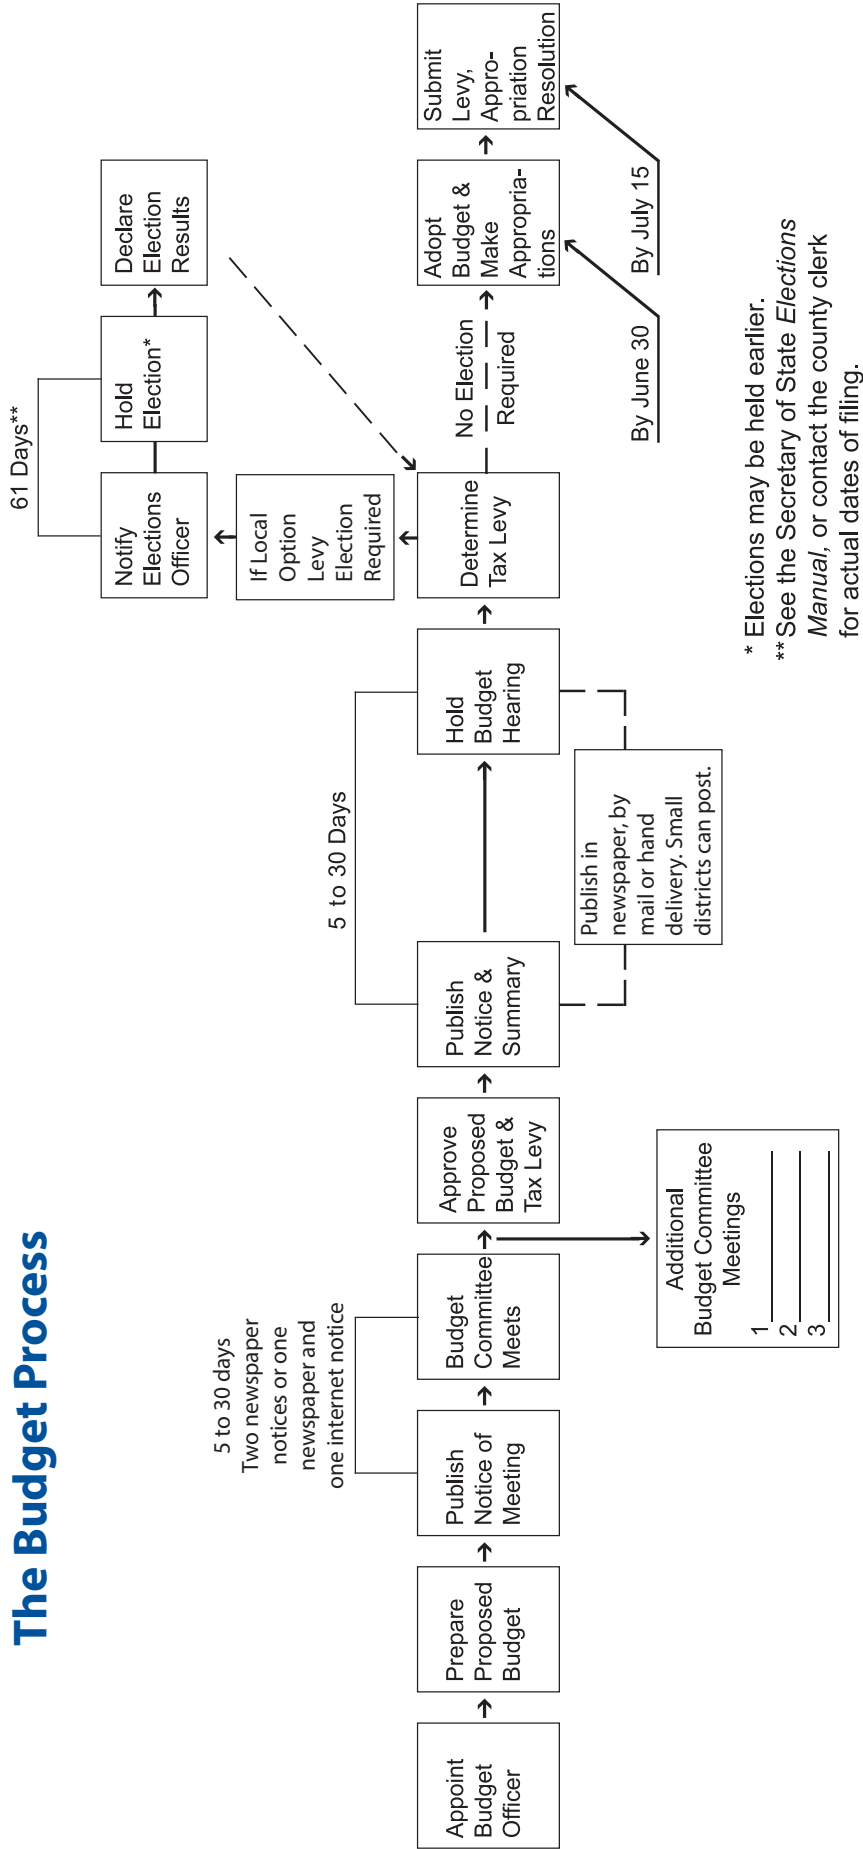 The Budget Process
Appoint
Budget
Officer
Prepare
Proposed
Budget
Publish
Notice of
Meeting
5 to 30 days
Two newspaper
notices or one
newspaper and
one internet notice
Budget
Committee
Meets
Additional
Budget Committee
Meetings
1
2
3
Approve
Proposed
Budget &
Tax Levy
Publish
Notice &
Summary
5 to 30 Days
Publish in
newspaper, by
mail or hand
delivery. Small
districts can post.
Hold
Budget
Hearing
Determine
Tax Levy
If Local
Option
Levy
Election
Required
Notify
Elections
Officer
61 Days**
Hold
Election*
Declare
Election
Results
No Election
Required
Adopt
Budget &
Make
Appropria-
tions
By June 30
Submit
Levy,
Appro-
priation
Resolution
By July 15
* Elections may be held earlier.
** See the Secretary of State Elections
Manual, or contact the county clerk
for actual dates of filing.